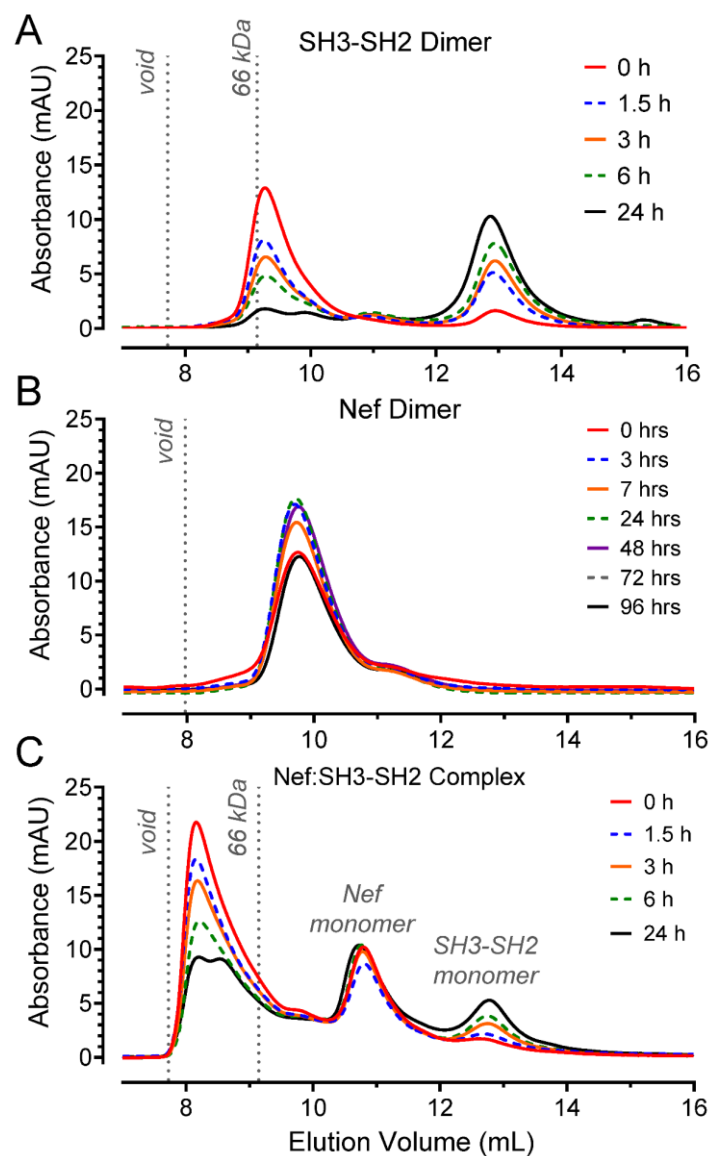 A
SH3-SH2 Dimer
void
66 kDa
0 h
1.5 h
3 h
6 h
24 h
Absorbance (mAU)
25
20
15
10
5
0
8
10
12
14
16
B
Nef Dimer
void
0 hrs
3 hrs
7 hrs
24 hrs
48 hrs
72 hrs
96 hrs
Absorbance (mAU)
25
20
15
10
5
0
8
10
12
14
16
C
Nef:SH3-SH2 Complex
void
66 kDa
0 h
1.5 h
3 h
6 h
24 h
Nef
monomer
SH3-SH2
monomer
Absorbance (mAU)
25
20
15
10
5
0
8
10
12
14
16
Elution Volume (mL)